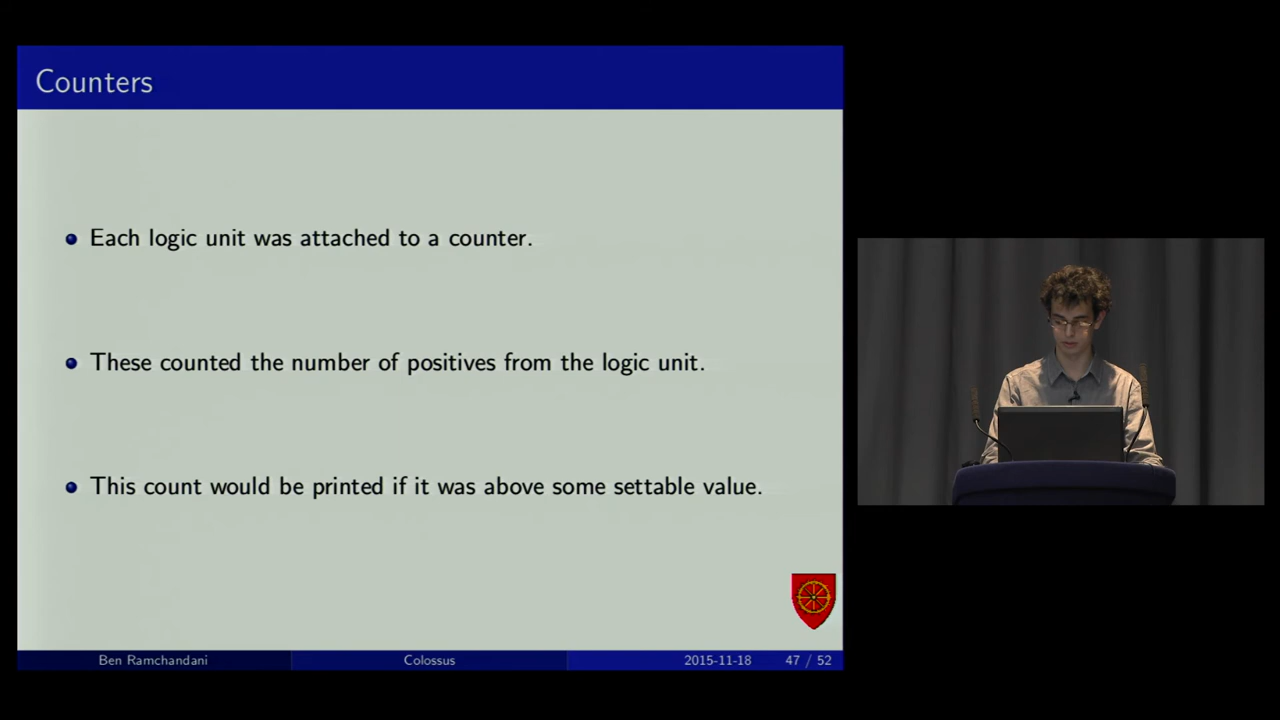 Counters
Each logic unit was attached to a counter.
These counted the number of positives from the logic unit.
This count would be printed if it was above some settable value.
Ben Ramchandani
Colossus
2015-11-18
47 / 52